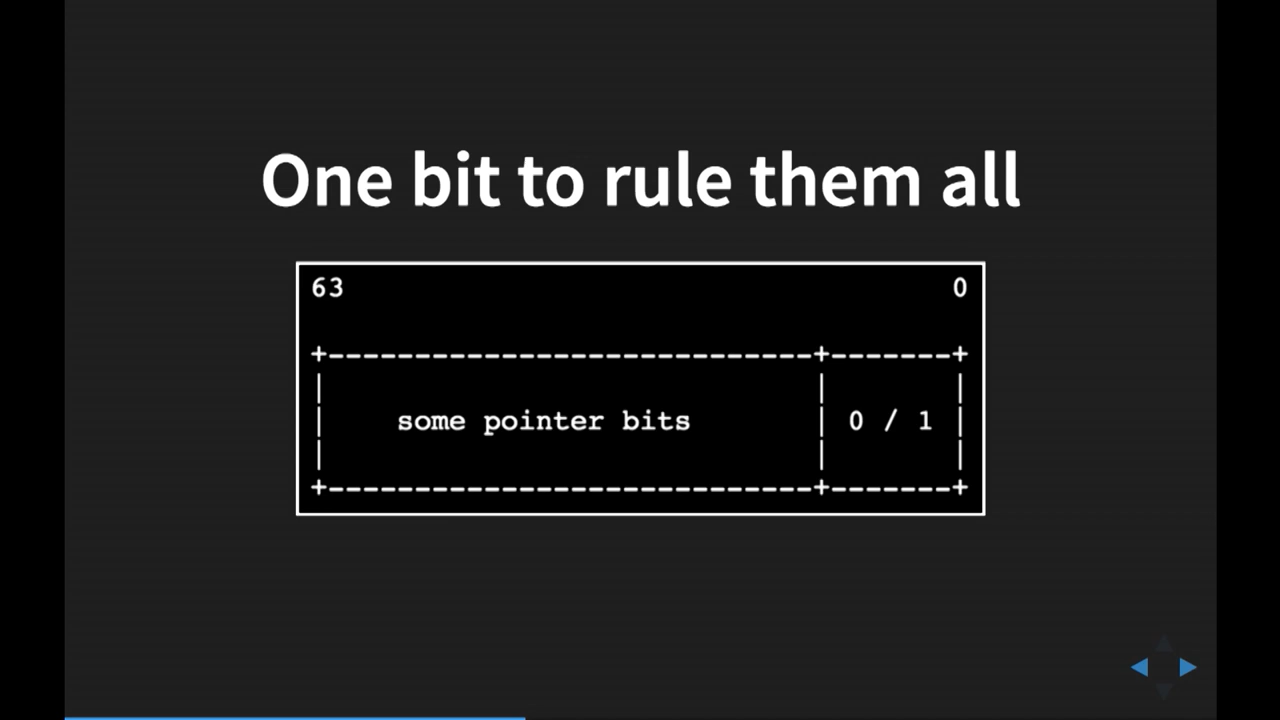 One bit to rule them all
63 0
+----------------------------+-------+
| | |
| some pointer bits | 0 / 1 |
| | |
+----------------------------+-------+